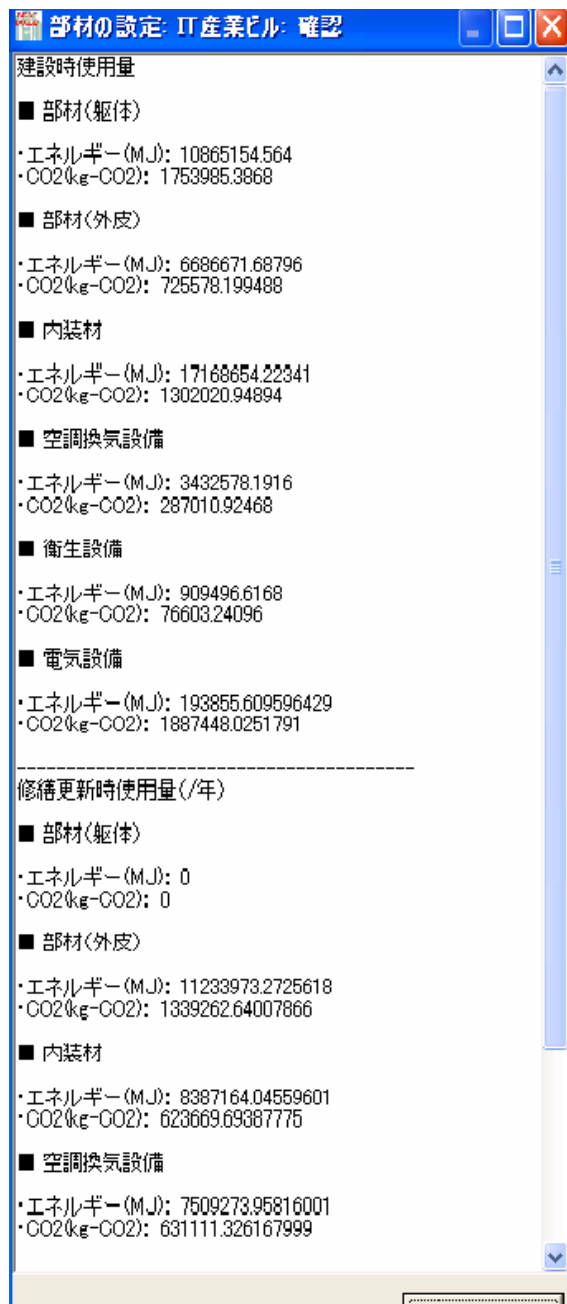 部材の設定: IT産業ビル: 確認
建設時使用量
■ 部材(躯体)
・エネルギー(MJ): 10865154.564
・CO2(kg-CO2): 1753985.3868
■ 部材(外皮)
・エネルギー(MJ): 6686671.68796
・CO2(kg-CO2): 725578.199488
■ 内装材
・エネルギー(MJ): 17168654.22341
・CO2(kg-CO2): 1302020.94894
■ 空調換気設備
・エネルギー(MJ): 3432578.1916
・CO2(kg-CO2): 287010.92468
■ 衛生設備
・エネルギー(MJ): 909496.6168
・CO2(kg-CO2): 76603.24096
■ 電気設備
・エネルギー(MJ): 193855.609596429
・CO2(kg-CO2): 1887448.0251791
----------------------------------------
修繕更新時使用量(/年)
■ 部材(躯体)
・エネルギー(MJ): 0
・CO2(kg-CO2): 0
■ 部材(外皮)
・エネルギー(MJ): 11233973.2725618
・CO2(kg-CO2): 1339262.64007866
■ 内装材
・エネルギー(MJ): 8387164.04559601
・CO2(kg-CO2): 623669.69387775
■ 空調換気設備
・エネルギー(MJ): 7509273.95816001
・CO2(kg-CO2): 631111.326167999